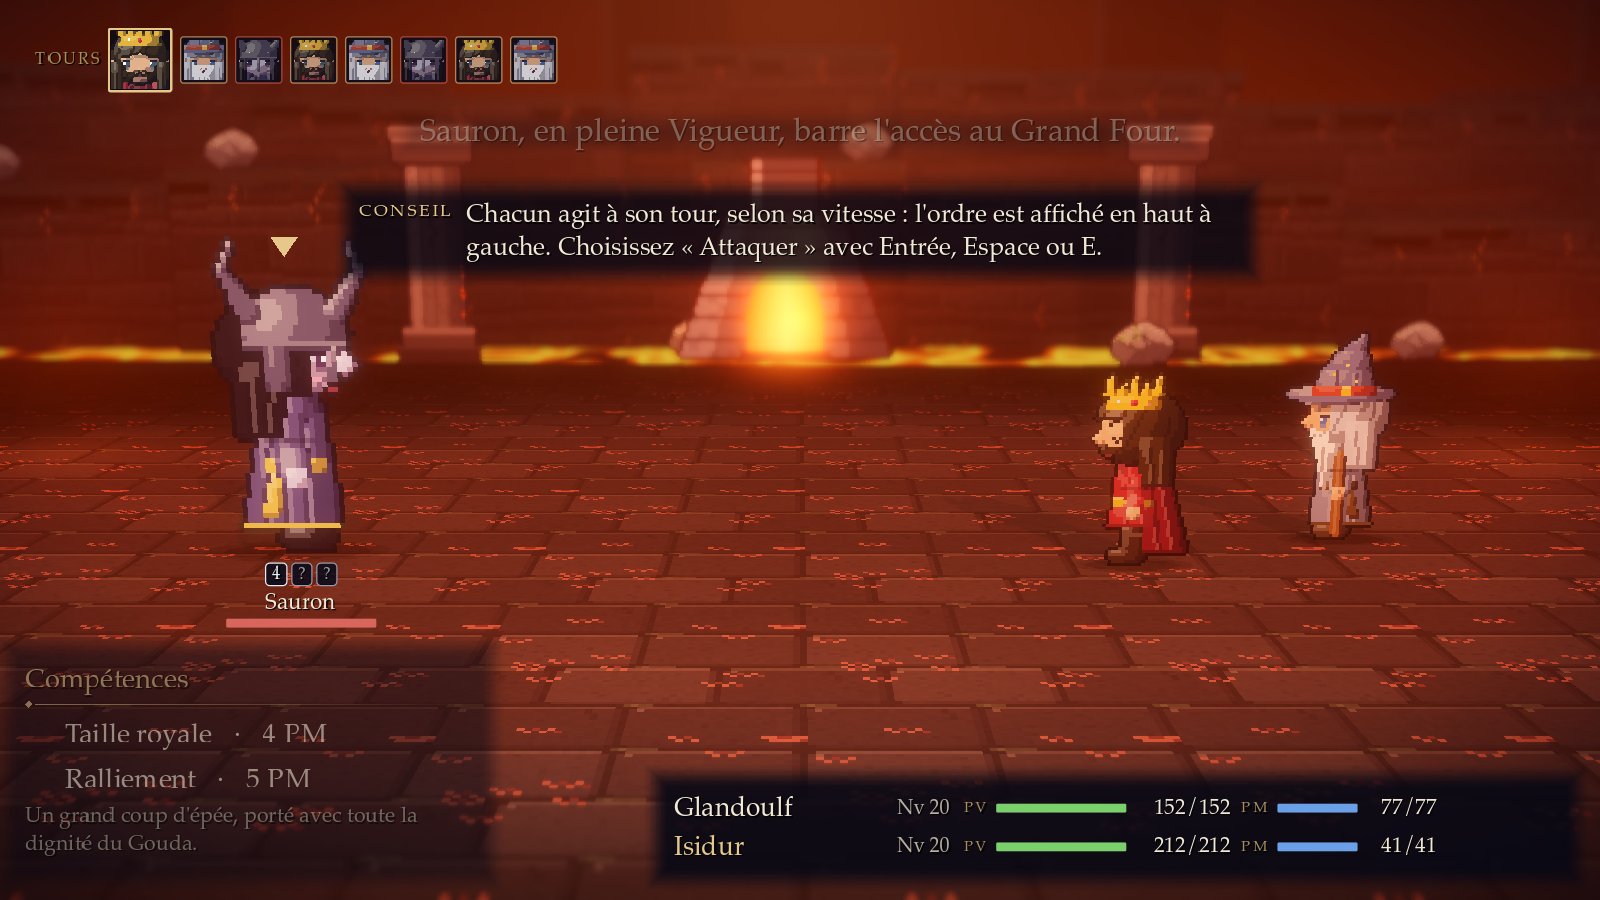 TOURS
Sauron, en pleine Vigueur, barre l'accès au Grand Four.
CONSEIL Chacun agit à son tour, selon sa vitesse : l'ordre est affiché en haut à
gauche. Choisissez « Attaquer » avec Entrée, Espace ou E.
4 ? ?
Sauron
Compétences
Taille royale · 4 PM
Ralliement · 5 PM
Un grand coup d'épée, porté avec toute la
dignité du Gouda.
Glandoulf Nv 20 PV 152/152 PM 77/77
Isidur Nv 20 PV 212/212 PM 41/41